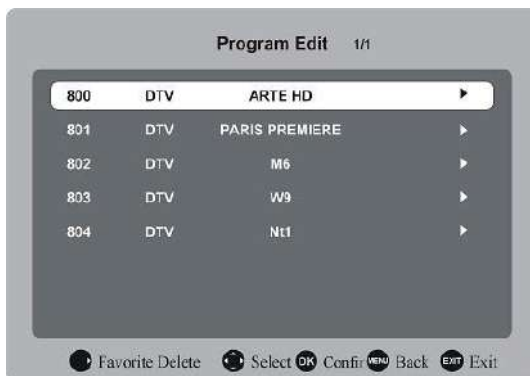 Program Edit 1/1
800 DTV ARTE HD
801 DTV PARIS PREMIERE
802 DTV M6
803 DTV W9
804 DTV Nt1
Favorite Delete Select OK Confir MENU Back EXIT Exit